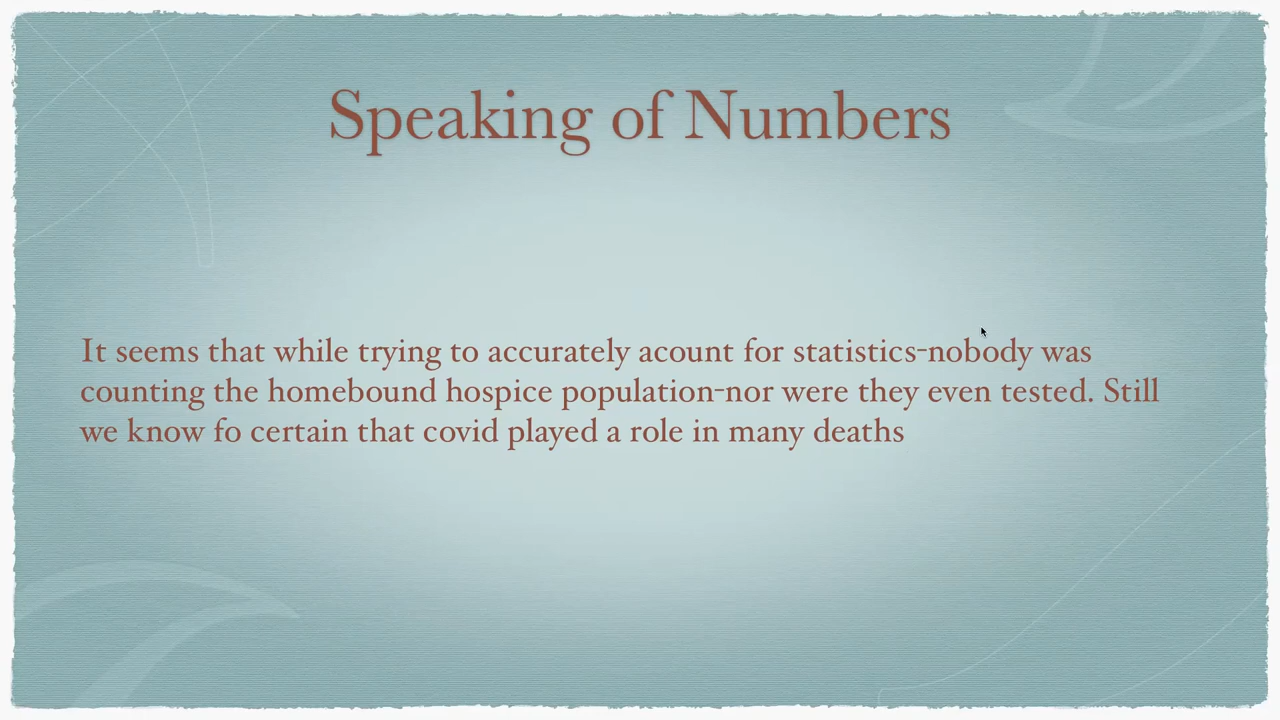 Speaking of Numbers
It seems that while trying to accurately acount for statistics-nobody was
counting the homebound hospice population-nor were they even tested. Still
we know fo certain that covid played a role in many deaths